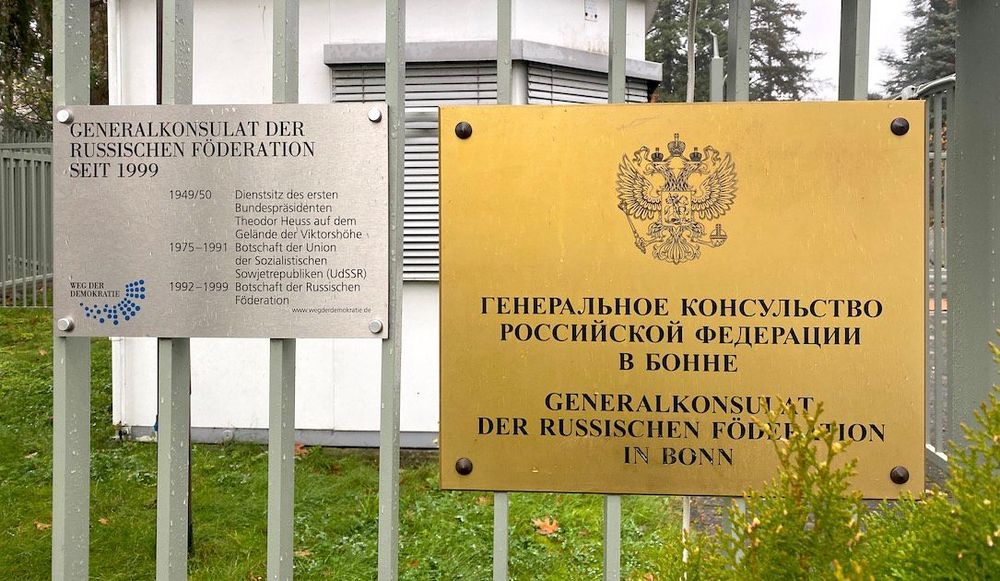 GENERALKONSULAT DER
RUSSISCHEN FÖDERATION
SEIT 1999
1949/50 Dienstsitz des ersten
Bundespräsidenten
Theodor Heuss auf dem
Gelände der Viktorshöhe
1975–1991 Botschaft der Union
der Sozialistischen
Sowjetrepubliken (UdSSR)
1992–1999 Botschaft der Russischen
Föderation
WEG DER
DEMOKRATIE
www.wegderdemokratie.de
ГЕНЕРАЛЬНОЕ КОНСУЛЬСТВО
РОССИЙСКОЙ ФЕДЕРАЦИИ
В БОННЕ
GENERALKONSULAT
DER RUSSISCHEN FÖDERATION
IN BONN